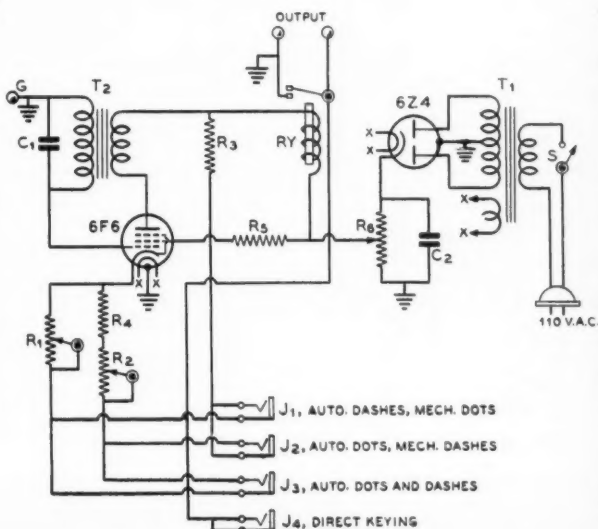 OUTPUT
G
T2
C1
R3
RY
6Z4
T1
S
X
X
X
X
6F6
R5
R6
C2
X X
R1
R4
R2
110 V.A.C.
J1, AUTO. DASHES, MECH. DOTS
J2, AUTO. DOTS, MECH. DASHES
J3, AUTO. DOTS AND DASHES
J4, DIRECT KEYING